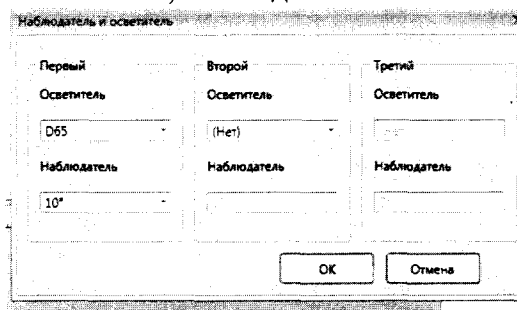 Наблюдатель и осветитель
Первый Второй Третий
Осветитель Осветитель Осветитель
D65 (Нет)
Наблюдатель Наблюдатель Наблюдатель
10°
OK Отмена